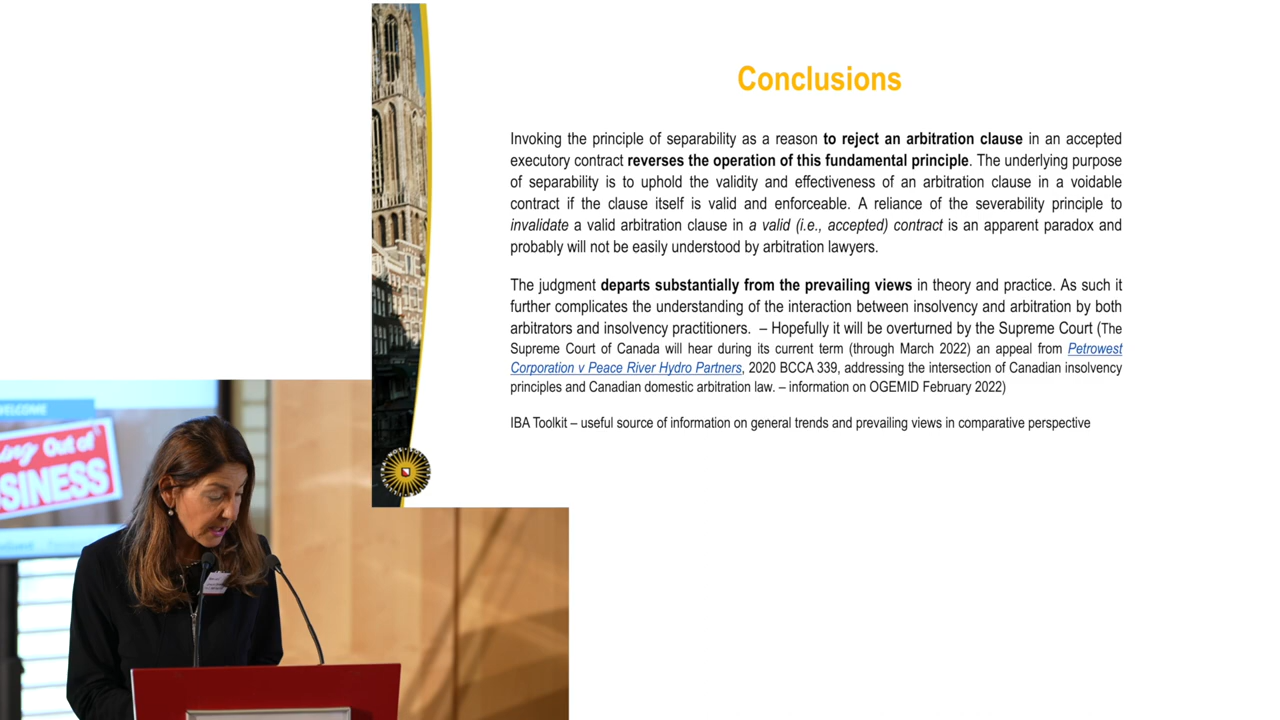 Conclusions
Invoking the principle of separability as a reason to reject an arbitration clause in an accepted
executory contract reverses the operation of this fundamental principle. The underlying purpose
of separability is to uphold the validity and effectiveness of an arbitration clause in a voidable
contract if the clause itself is valid and enforceable. A reliance of the severability principle to
invalidate a valid arbitration clause in a valid (i.e., accepted) contract is an apparent paradox and
probably will not be easily understood by arbitration lawyers.
The judgment departs substantially from the prevailing views in theory and practice. As such it
further complicates the understanding of the interaction between insolvency and arbitration by both
arbitrators and insolvency practitioners. – Hopefully it will be overturned by the Supreme Court (The
Supreme Court of Canada will hear during its current term (through March 2022) an appeal from Petrowest
Corporation v Peace River Hydro Partners, 2020 BCCA 339, addressing the intersection of Canadian insolvency
principles and Canadian domestic arbitration law. – information on OGEMID February 2022)
IBA Toolkit – useful source of information on general trends and prevailing views in comparative perspective
WELCOME
ing Out of
SINESS